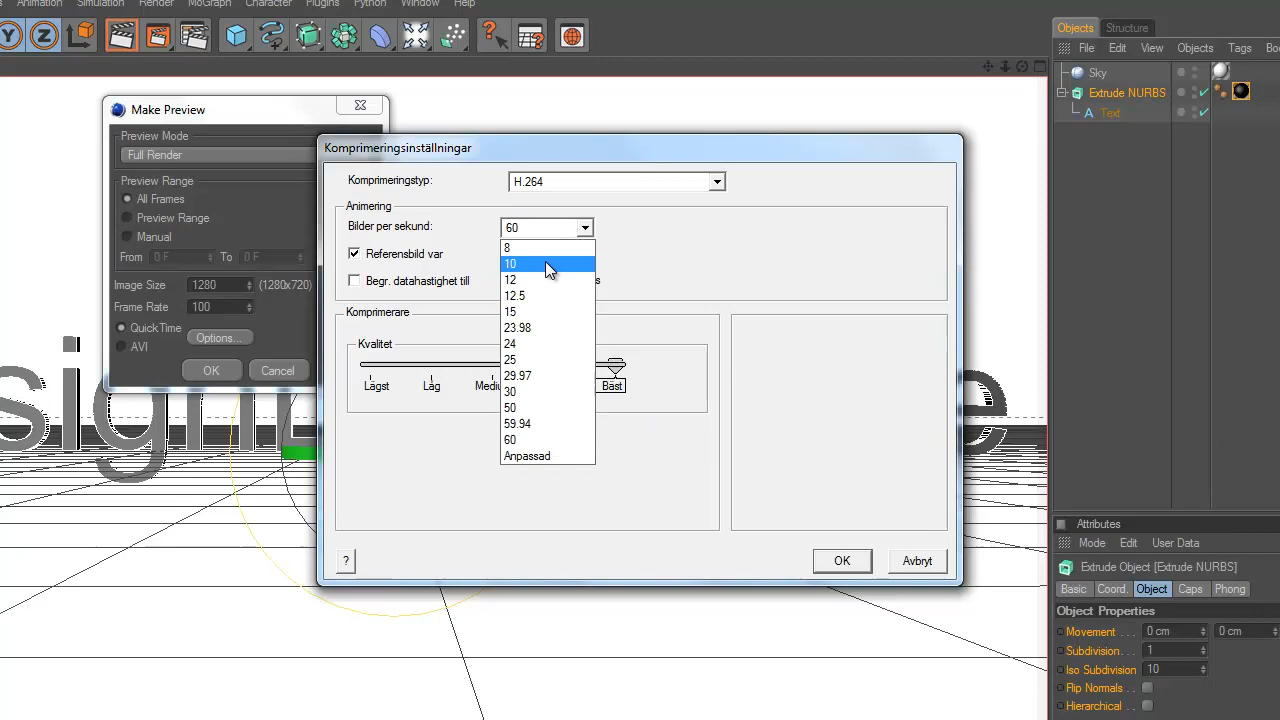 Animation Simulation Render MoGraph Character Plugins Python Window Help
Y Z
Make Preview
Preview Mode
Full Render
Preview Range
All Frames
Preview Range
Manual
From 0 F To 0 F
Image Size 1280 (1280x720)
Frame Rate 100
QuickTime
Options...
AVI
OK Cancel
Komprimeringsinställningar
Komprimeringstyp: H.264
Animering
Bilder per sekund: 60
Referensbild var
Begr. datahastighet till
8
10
12
12.5
15
23.98
24
25
29.97
30
50
59.94
60
Anpassad
Komprimerare
Kvalitet
Lägst Låg Bäst
? OK Avbryt
Objects Structure
File Edit View Objects Tags
Sky
Extrude NURBS
A Text
Attributes
Mode Edit User Data
Extrude Object [Extrude NURBS]
Basic Coord. Object Caps Phong
Object Properties
Movement . . . 0 cm 0 cm
Subdivision. . . 1
Iso Subdivision 10
Flip Normals . .
Hierarchical . .